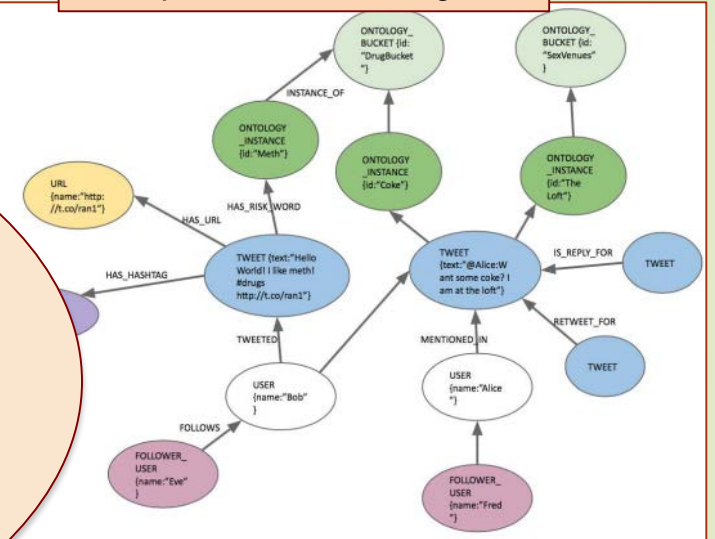 ONTOLOGY_
BUCKET {id:
"DrugBucket
"}
ONTOLOGY_
BUCKET {id:
"SexVenues"
}
INSTANCE_OF
ONTOLOGY
_INSTANCE
{id:"Meth"}
ONTOLOGY
_INSTANCE
{id:"Coke"}
ONTOLOGY
_INSTANCE
{id:"The
Loft"}
URL
{name:"http:
//t.co/ran1"}
HAS_URL
HAS_RISK_WORD
HAS_HASHTAG
TWEET {text:"Hello
World! I like meth!
#drugs
http://t.co/ran1"}
TWEET
{text:"@Alice:W
ant some coke? I
am at the loft"}
IS_REPLY_FOR
TWEET
RETWEET_FOR
TWEET
TWEETED
MENTIONED_IN
USER
{name:"Bob"
}
USER
{name:"Alice
"}
FOLLOWS
FOLLOWER_
USER
{name:"Eve"
}
FOLLOWER_
USER
{name:"Fred
"}